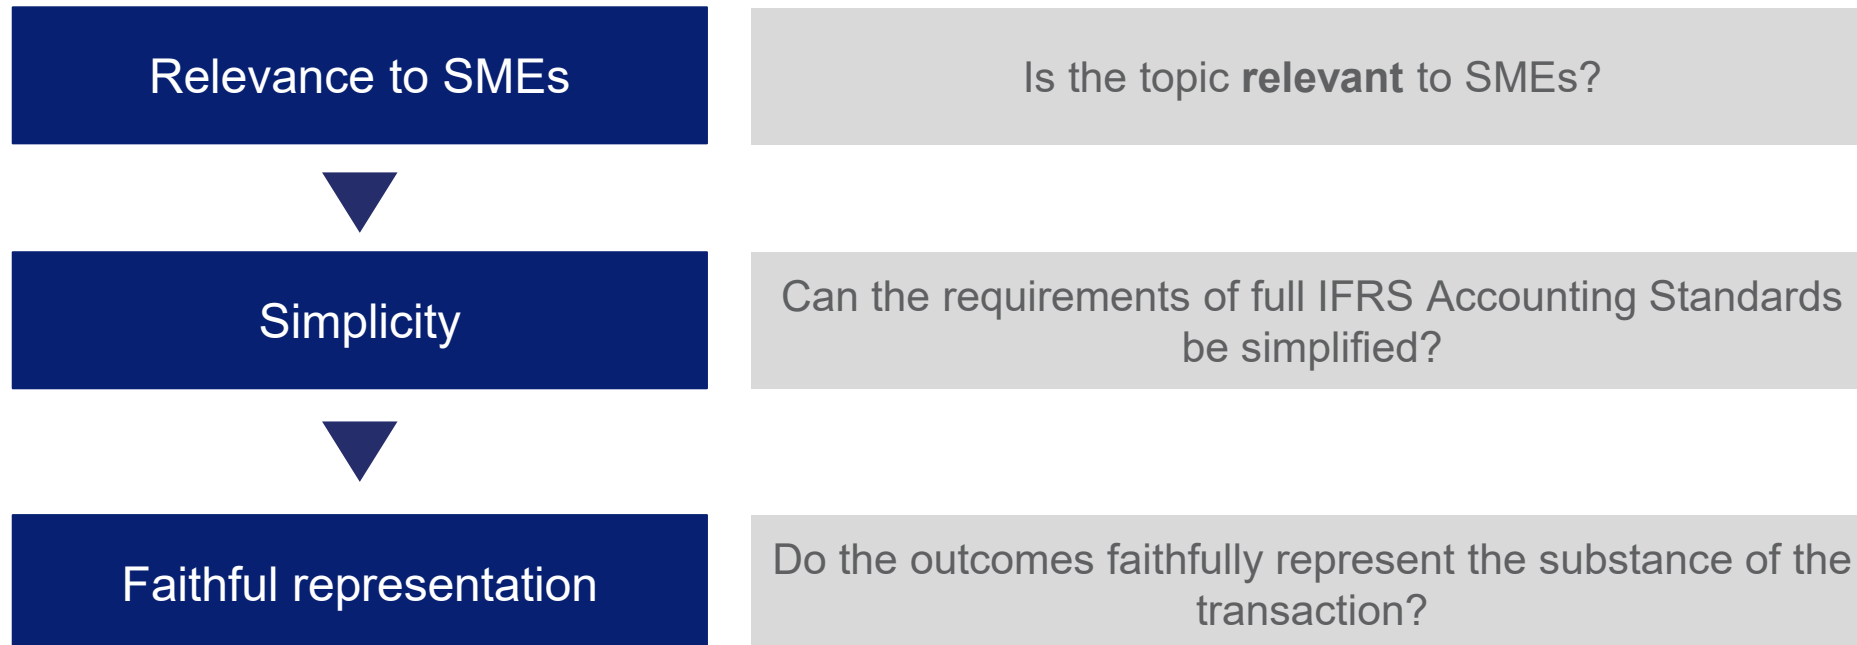 Relevance to SMEs
Is the topic relevant to SMEs?
Simplicity
Can the requirements of full IFRS Accounting Standards
be simplified?
Faithful representation
Do the outcomes faithfully represent the substance of the
transaction?